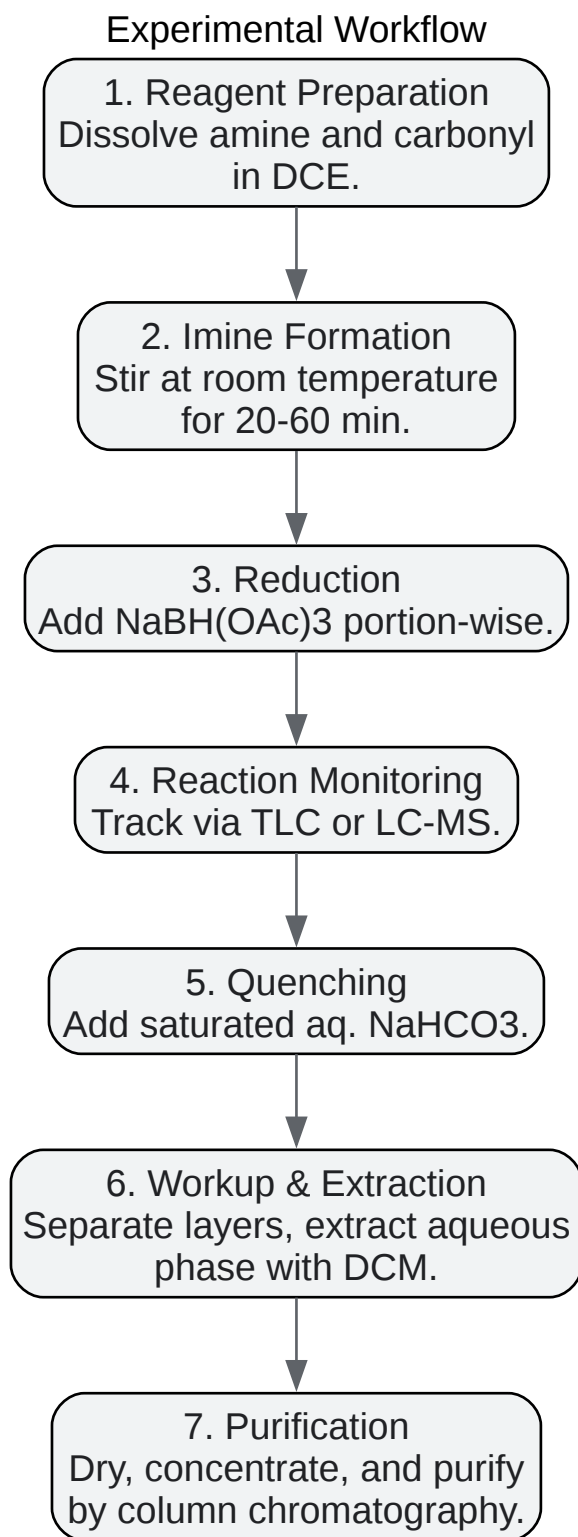 Experimental Workflow
1. Reagent Preparation
Dissolve amine and carbonyl
in DCE.
2. Imine Formation
Stir at room temperature
for 20-60 min.
3. Reduction
Add NaBH(OAc)3 portion-wise.
4. Reaction Monitoring
Track via TLC or LC-MS.
5. Quenching
Add saturated aq. NaHCO3.
6. Workup & Extraction
Separate layers, extract aqueous
phase with DCM.
7. Purification
Dry, concentrate, and purify
by column chromatography.